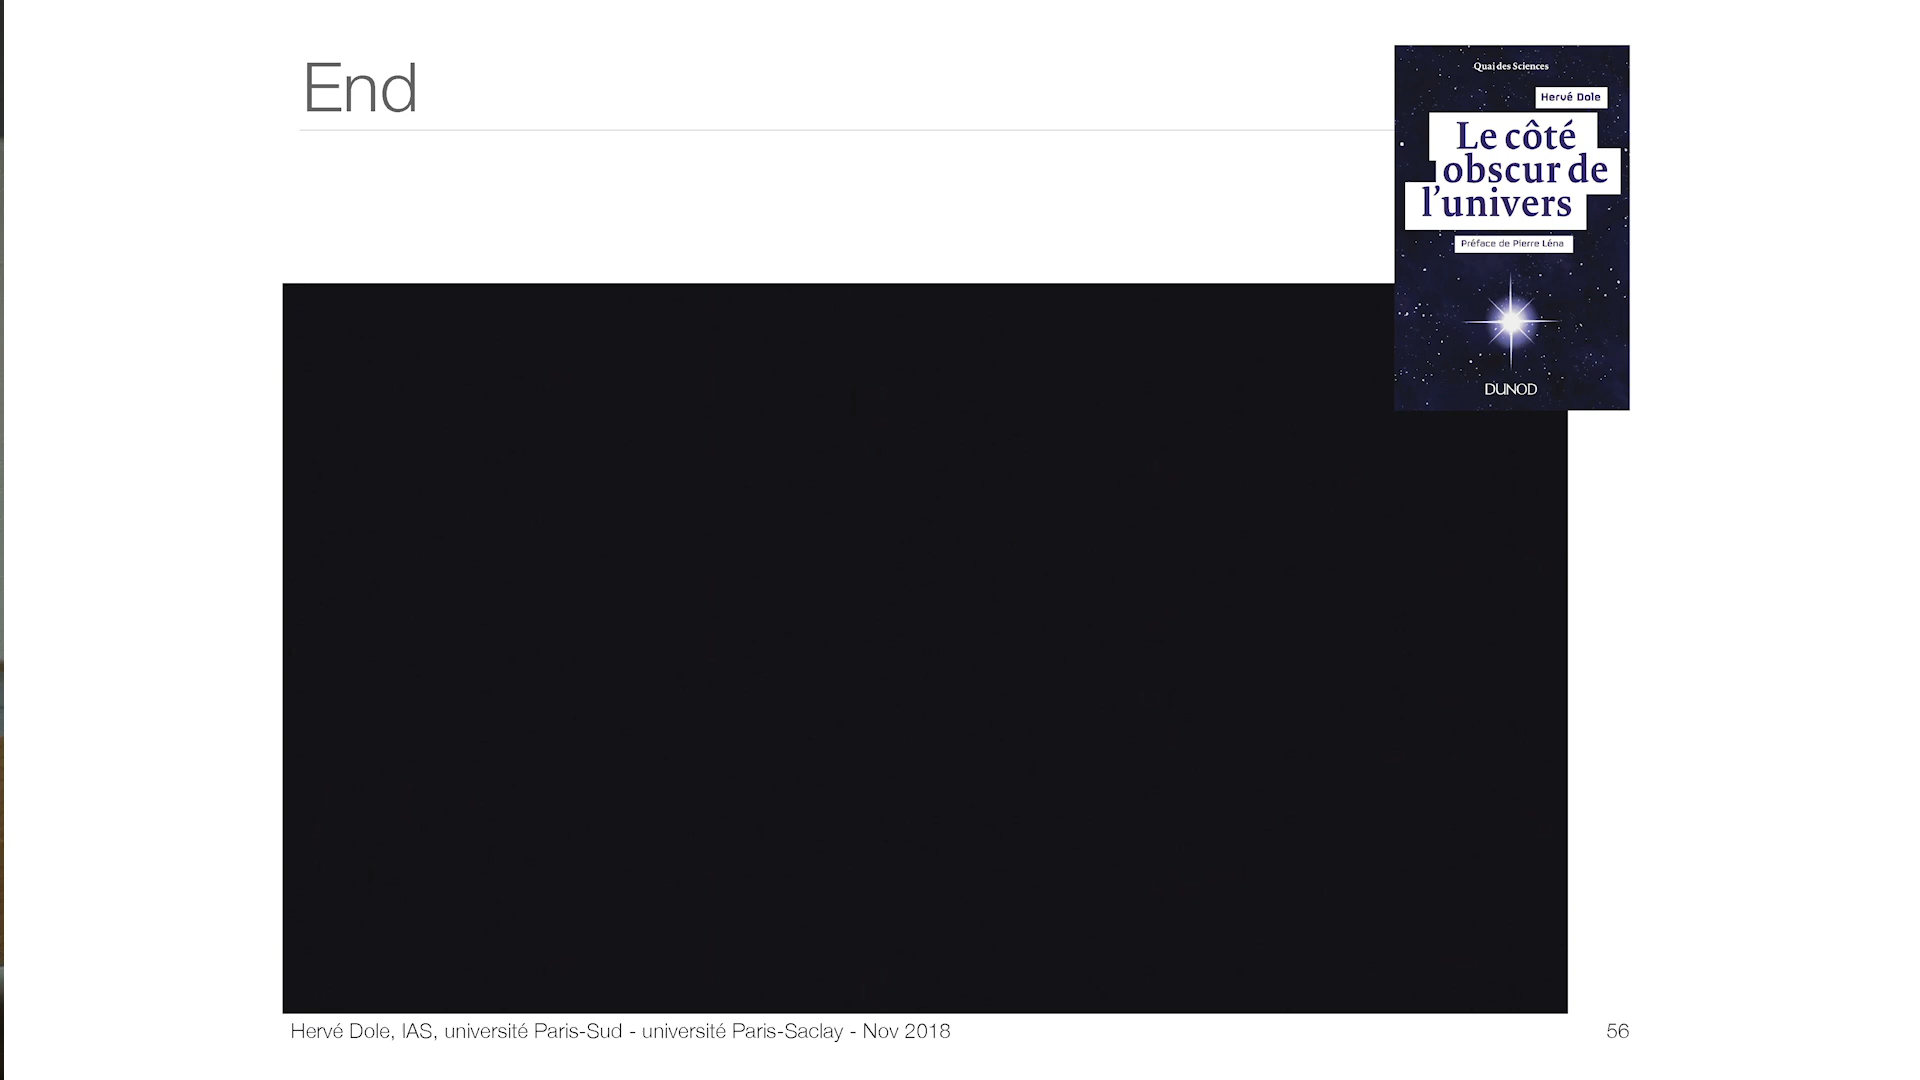 End
Quai des Sciences
Hervé Dole
Le côté
obscur de
l'univers
Préface de Pierre Léna
DUNOD
Hervé Dole, IAS, université Paris-Sud - université Paris-Saclay - Nov 2018
56